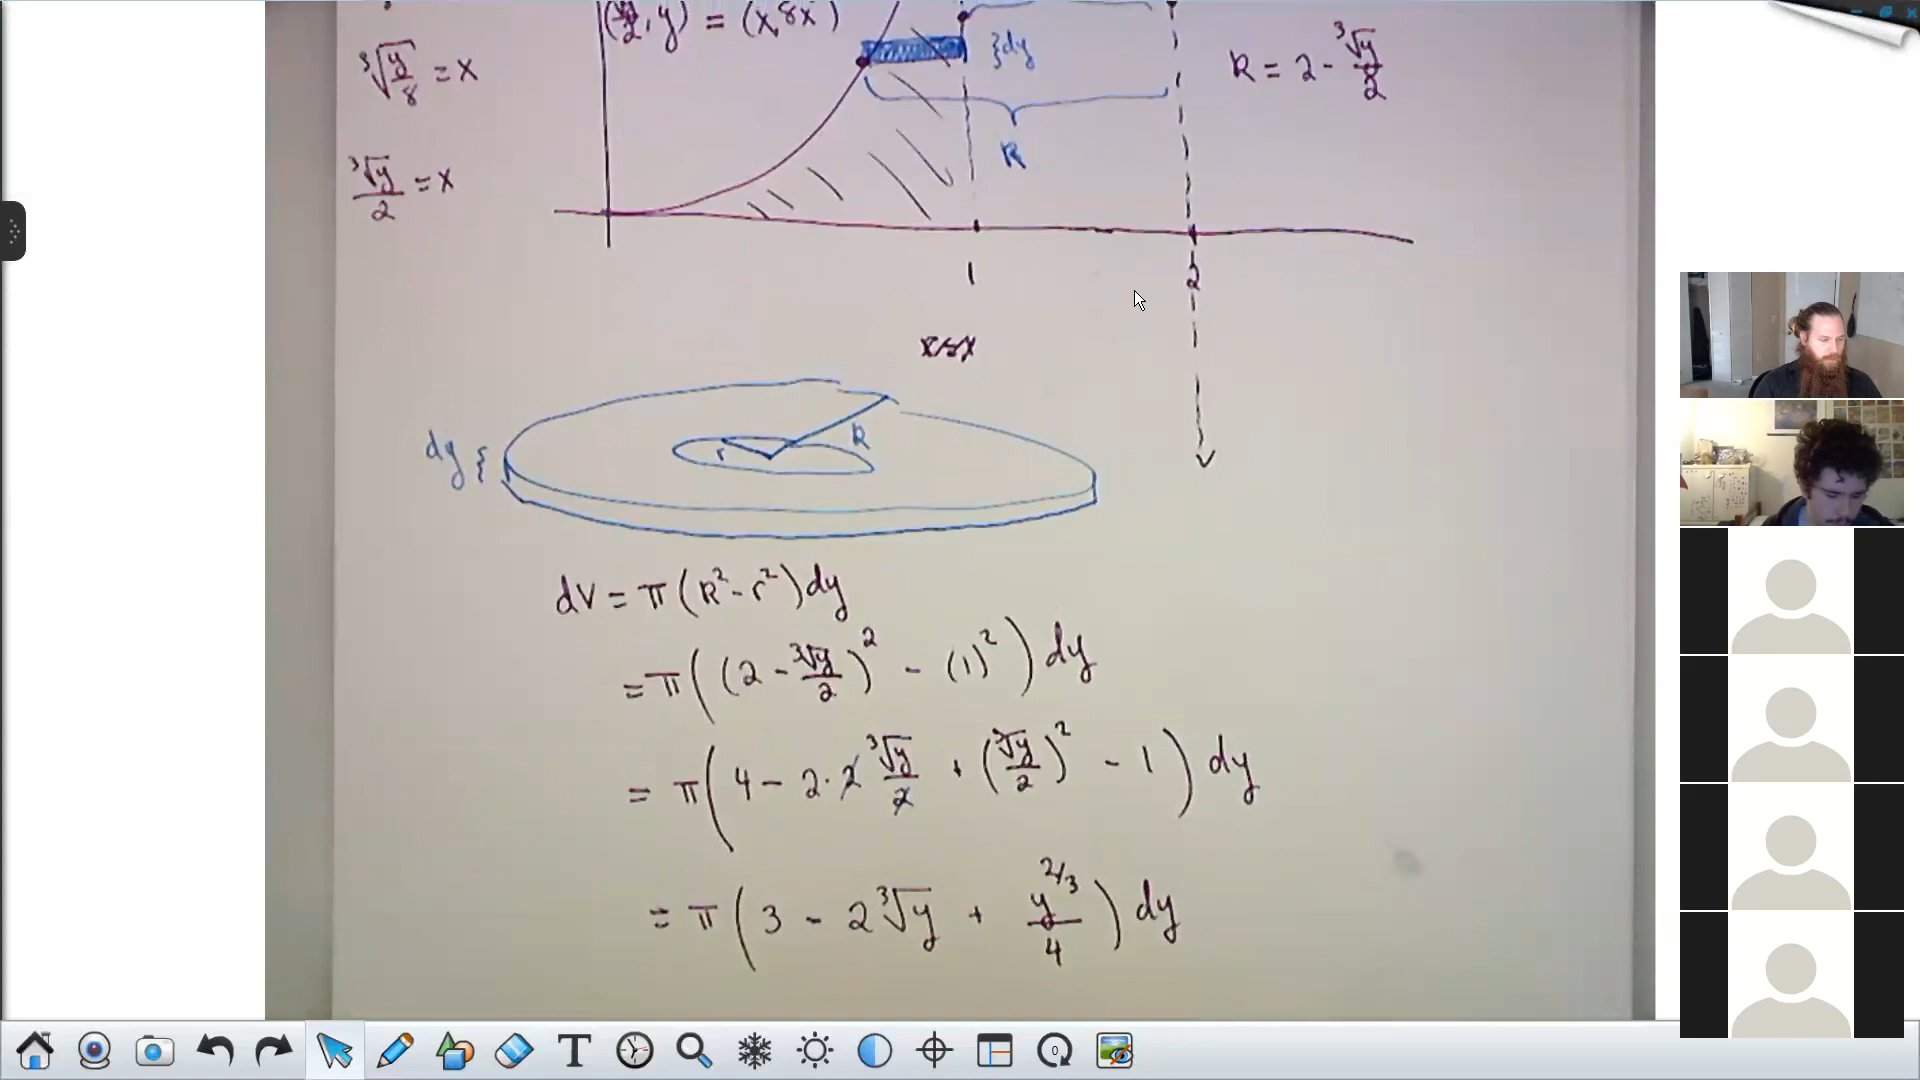 (∛y/2, y) = (x, 8x³)
∛(y/8) = x
}dy
R = 2 - ∛y/2
R
∛y/2 = x
1
2
dy {
r
R
dV = π(R² - r²)dy
= π((2 - ∛y/2)² - (1)²) dy
= π(4 - 2·2 ∛y/2 + (∛y/2)² - 1) dy
= π(3 - 2∛y + y^(2/3)/4) dy
T
0